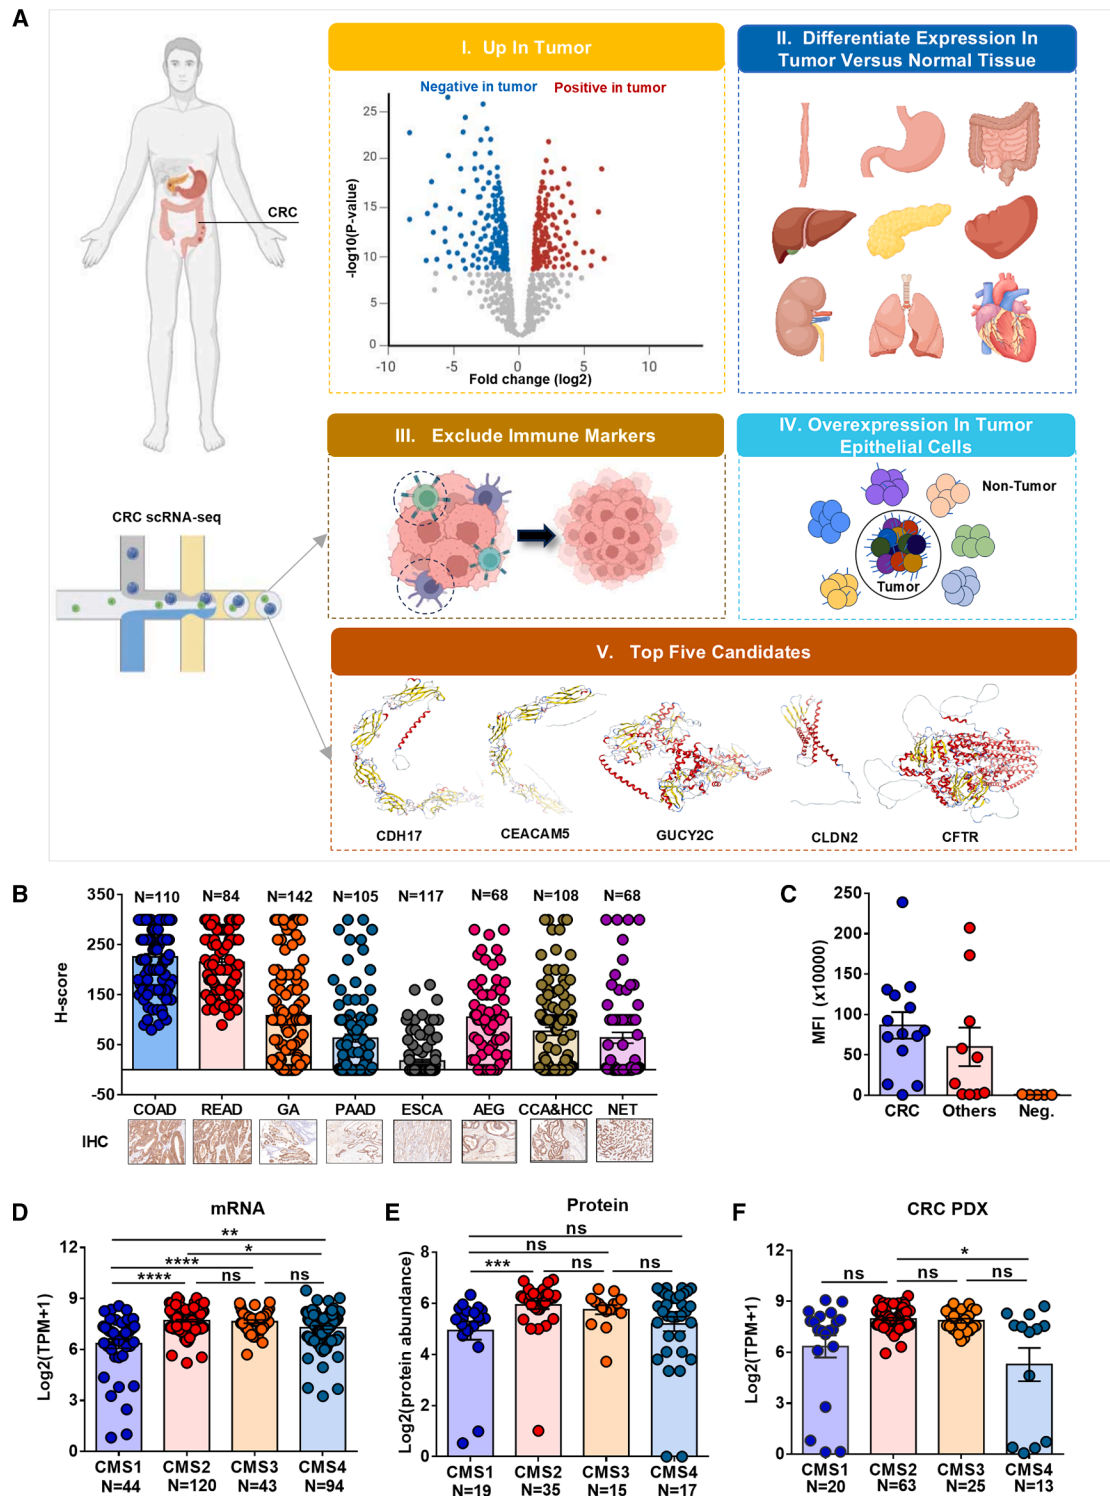 A
I. Up In Tumor
Negative in tumor Positive in tumor
-log10(P-value)
25
20
15
10
5
0
-10 -5 0 5 10
Fold change (log2)
II. Differentiate Expression In
Tumor Versus Normal Tissue
CRC
III. Exclude Immune Markers
IV. Overexpression In Tumor
Epithelial Cells
Non-Tumor
Tumor
CRC scRNA-seq
V. Top Five Candidates
CDH17 CEACAM5 GUCY2C CLDN2 CFTR
B
N=110 N=84 N=142 N=105 N=117 N=68 N=108 N=68
H-score
350
250
150
50
-50
COAD READ GA PAAD ESCA AEG CCA&HCC NET
IHC
C
MFI (x10000)
250
200
150
100
50
0
CRC Others Neg.
D
mRNA
**
*
****
**** ns ns
Log2(TPM+1)
12
9
6
3
0
CMS1 CMS2 CMS3 CMS4
N=44 N=120 N=43 N=94
E
Protein
ns
ns
*** ns ns
Log2(protein abundance)
8
6
4
2
0
CMS1 CMS2 CMS3 CMS4
N=19 N=35 N=15 N=17
F
CRC PDX
*
ns ns ns
Log2(TPM+1)
12
9
6
3
0
CMS1 CMS2 CMS3 CMS4
N=20 N=63 N=25 N=13